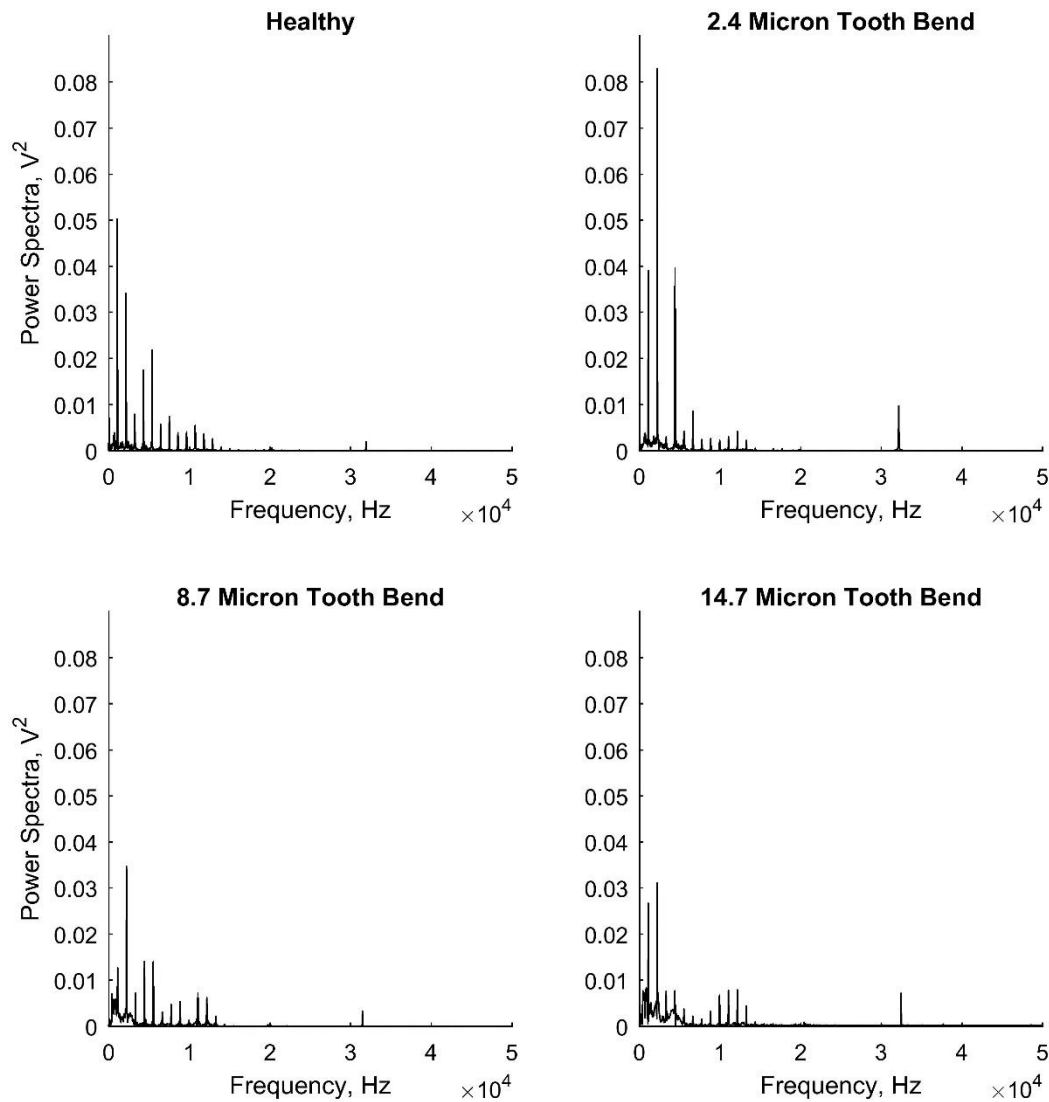 Healthy
Power Spectra, V²
0.08
0.07
0.06
0.05
0.04
0.03
0.02
0.01
0
0 1 2 3 4 5
Frequency, Hz
×10⁴
2.4 Micron Tooth Bend
0.08
0.07
0.06
0.05
0.04
0.03
0.02
0.01
0
0 1 2 3 4 5
Frequency, Hz
×10⁴
8.7 Micron Tooth Bend
Power Spectra, V²
0.08
0.07
0.06
0.05
0.04
0.03
0.02
0.01
0
0 1 2 3 4 5
Frequency, Hz
×10⁴
14.7 Micron Tooth Bend
0.08
0.07
0.06
0.05
0.04
0.03
0.02
0.01
0
0 1 2 3 4 5
Frequency, Hz
×10⁴